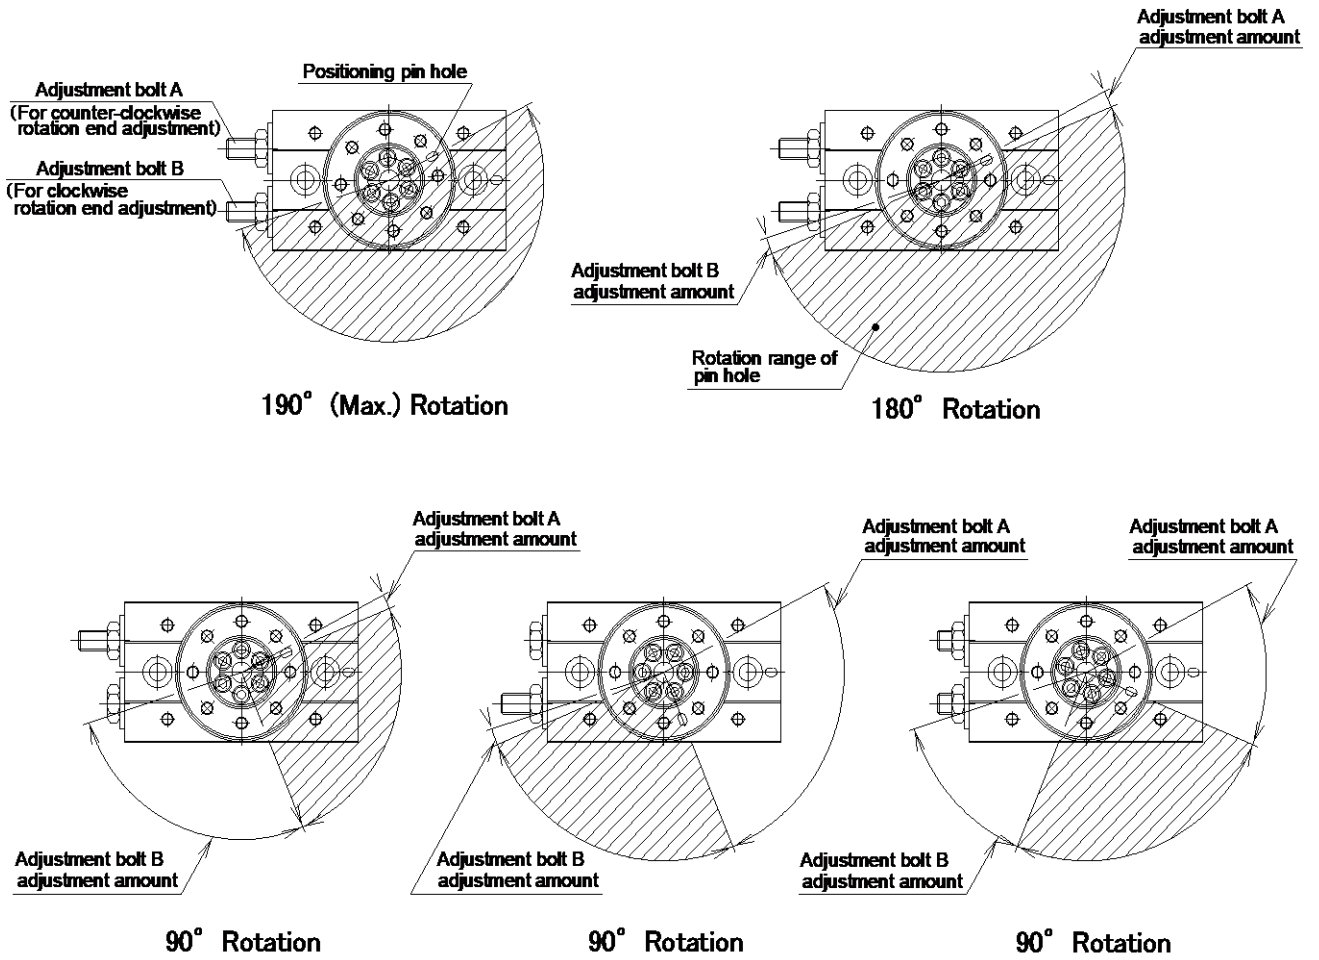 Adjustment bolt A
adjustment amount
Positioning pin hole
Adjustment bolt A
(For counter-clockwise
rotation end adjustment)
Adjustment bolt B
(For clockwise
rotation end adjustment)
Adjustment bolt B
adjustment amount
Rotation range of
pin hole
190° (Max.) Rotation
180° Rotation
Adjustment bolt A
adjustment amount
Adjustment bolt A
adjustment amount
Adjustment bolt A
adjustment amount
Adjustment bolt B
adjustment amount
Adjustment bolt B
adjustment amount
Adjustment bolt B
adjustment amount
90° Rotation
90° Rotation
90° Rotation